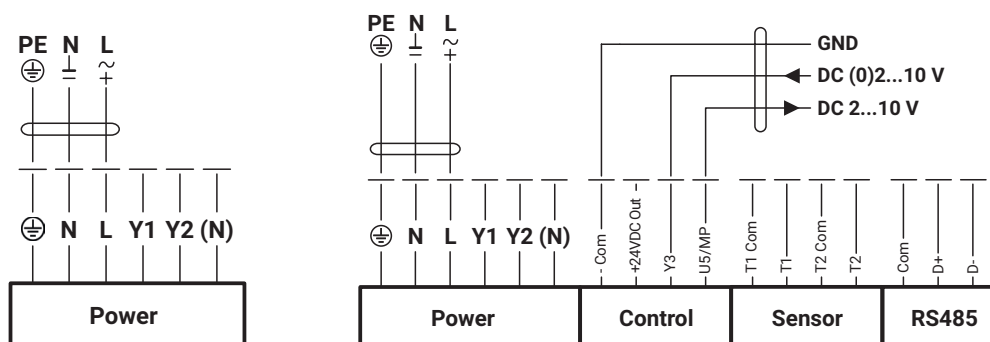 PE N L
N L Y1 Y2 (N)
Power
PE N L
GND
DC (0)2...10 V
DC 2...10 V
N L Y1 Y2 (N)
- Com
+24VDC Out -
Y3
U5/MP
T1 Com
T1
T2 Com
T2
Com
D+
D-
Power
Control
Sensor
RS485